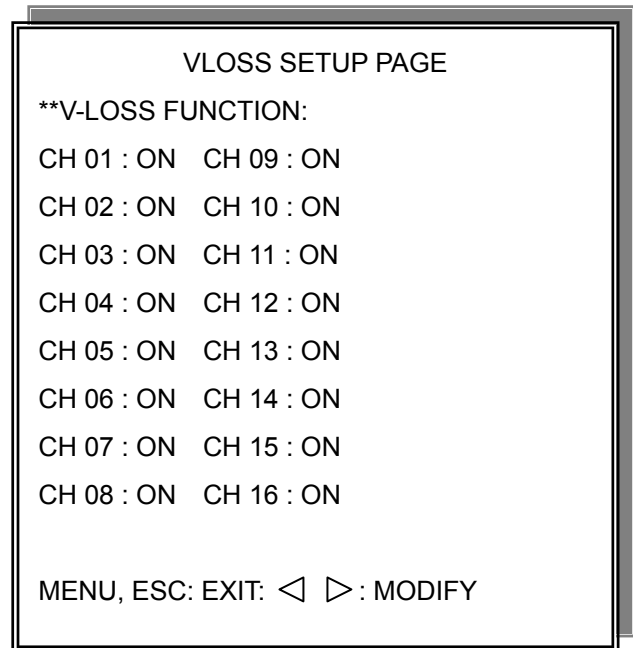 VLOSS SETUP PAGE
**V-LOSS FUNCTION:
CH 01 : ON CH 09 : ON
CH 02 : ON CH 10 : ON
CH 03 : ON CH 11 : ON
CH 04 : ON CH 12 : ON
CH 05 : ON CH 13 : ON
CH 06 : ON CH 14 : ON
CH 07 : ON CH 15 : ON
CH 08 : ON CH 16 : ON
MENU, ESC: EXIT: ◁ ▷ : MODIFY